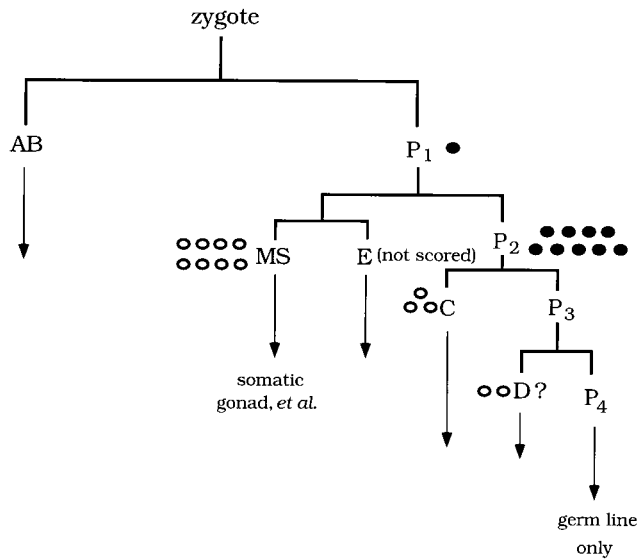 zygote
AB
P1
MS
E (not scored)
P2
C
P3
somatic
gonad, et al.
D ?
P4
germ line
only